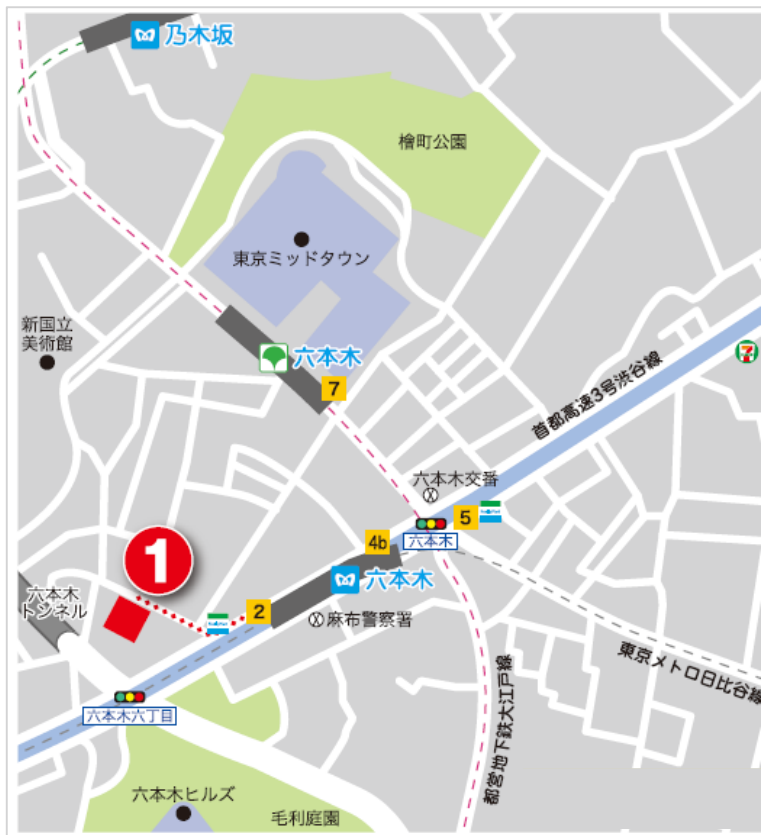 乃木坂
檜町公園
東京ミッドタウン
新国立
美術館
六本木
7
7
首都高速3号渋谷線
六本木交番
5
六本木
4b
六本木
1
六本木
トンネル
2
麻布警察署
東京メトロ日比谷線
都営地下鉄大江戸線
六本木六丁目
六本木ヒルズ
毛利庭園